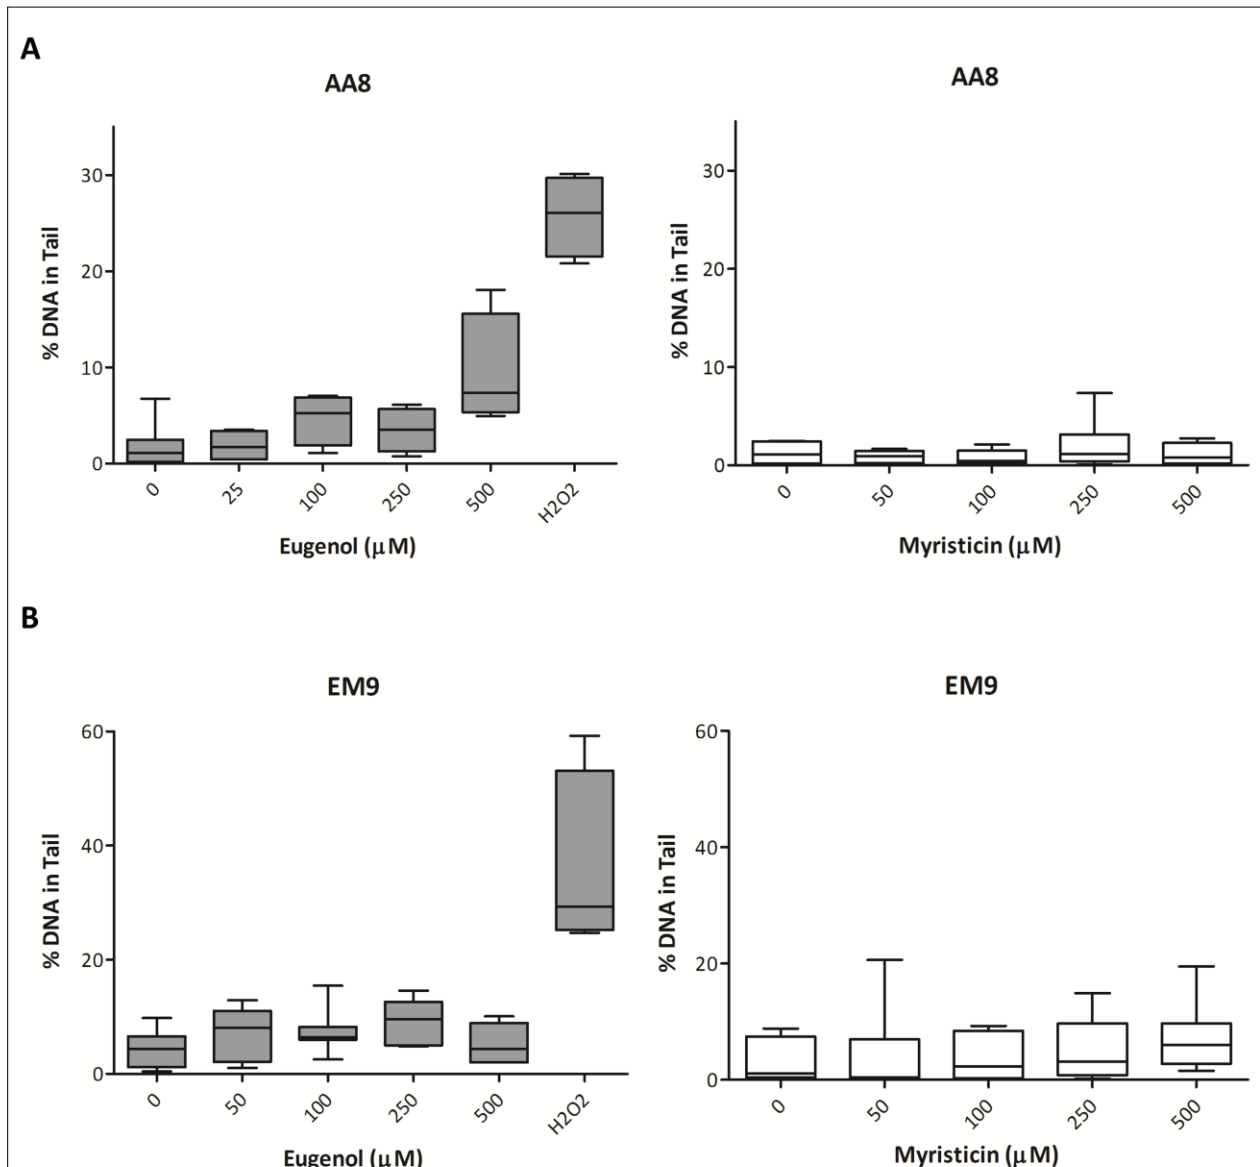 A
AA8
% DNA in Tail
30
20
10
0
0 25 100 250 500 H2O2
Eugenol (μM)
AA8
% DNA in Tail
30
20
10
0
0 50 100 250 500
Myristicin (μM)
B
EM9
% DNA in Tail
60
40
20
0
0 50 100 250 500 H2O2
Eugenol (μM)
EM9
% DNA in Tail
60
40
20
0
0 50 100 250 500
Myristicin (μM)